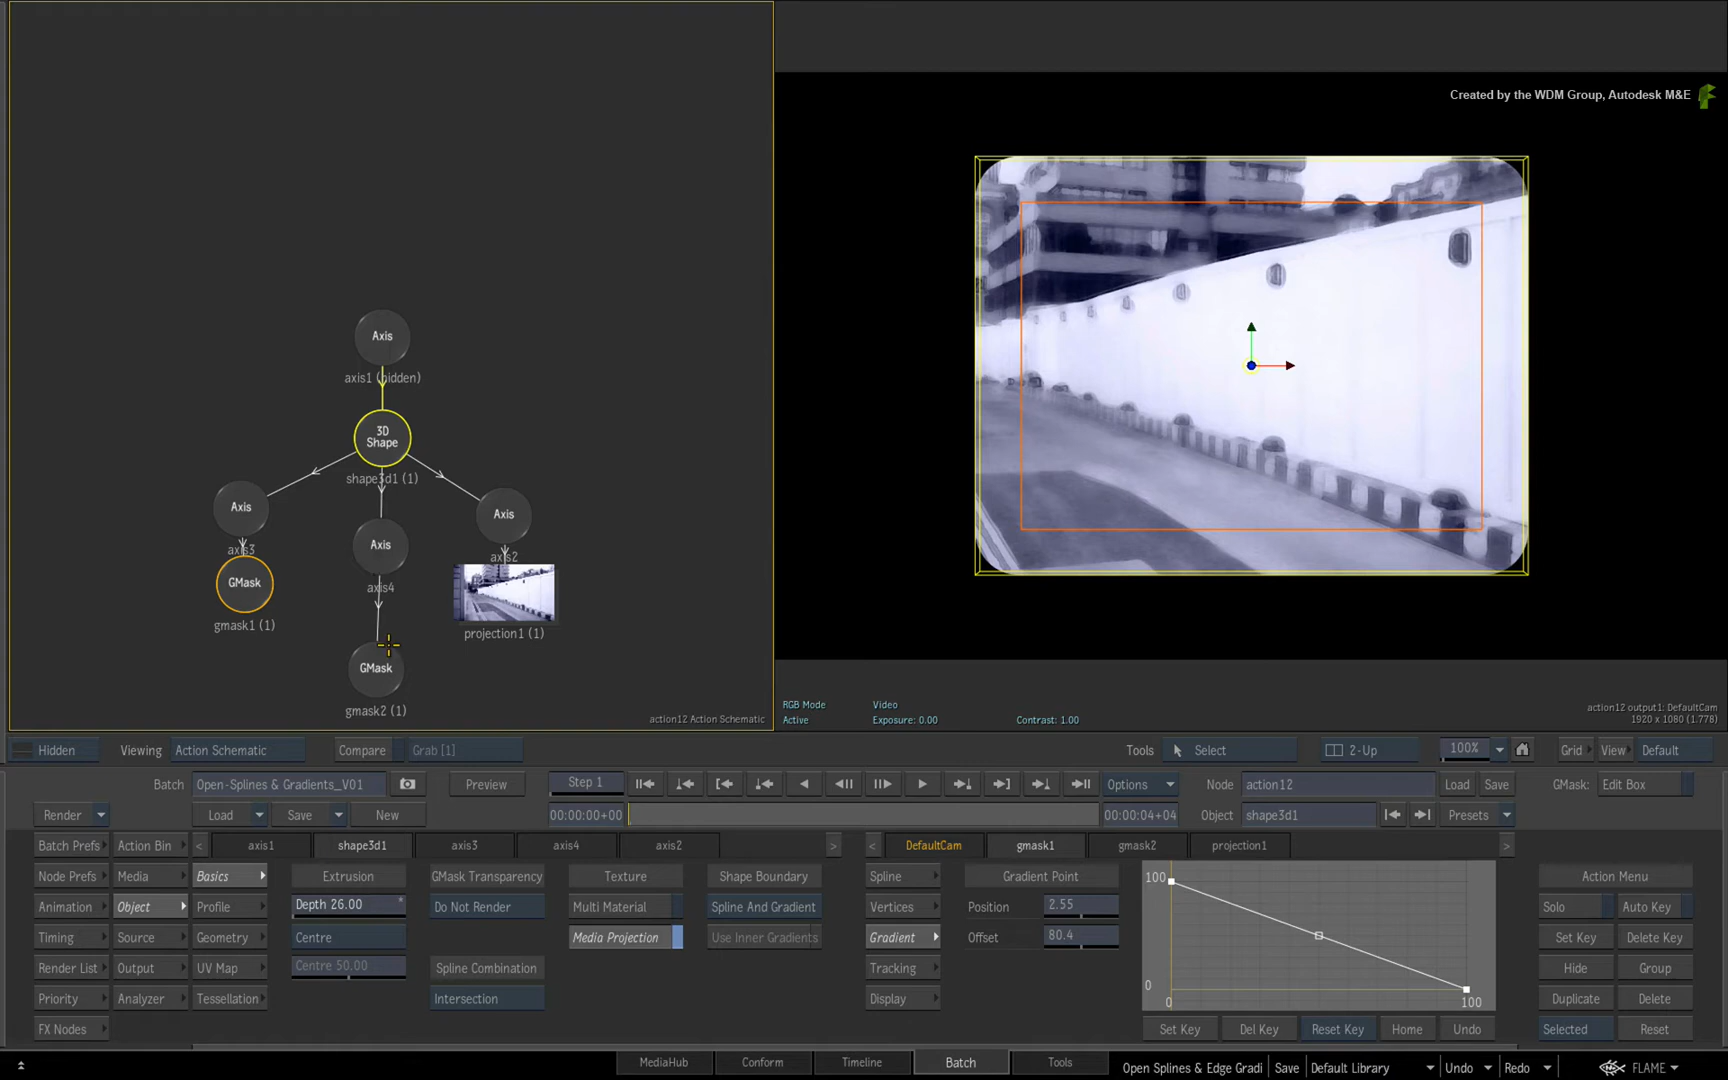 Created by the WDM Group, Autodesk M&E
Axis
axis1 (hidden)
3D
Shape
shape3d1 (1)
Axis
axis3
GMask
gmask1 (1)
Axis
axis4
GMask
gmask2 (1)
Axis
axis2
projection1 (1)
action12 Action Schematic
RGB Mode
Active
Video
Exposure: 0.00
Contrast: 1.00
action12 output1: DefaultCam
1920 x 1080 (1.778)
Hidden
Viewing
Action Schematic
Compare
Grab [1]
Tools
Select
2-Up
100%
Grid
View
Default
Batch
Open-Splines & Gradients_V01
Preview
Step 1
Options
Node
action12
Load
Save
GMask:
Edit Box
Render
Load
Save
New
00:00:00+00
00:00:04+04
Object
shape3d1
Presets
Batch Prefs
Action Bin
<
axis1
shape3d1
axis3
axis4
axis2
>
<
DefaultCam
gmask1
gmask2
projection1
>
Node Prefs
Media
Basics
Extrusion
GMask Transparency
Texture
Shape Boundary
Spline
Gradient Point
100
Action Menu
Animation
Object
Profile
Depth 26.00
*
Do Not Render
Multi Material
Spline And Gradient
Vertices
Position
2.55
Solo
Auto Key
Timing
Source
Geometry
Centre
Media Projection
Use Inner Gradients
Gradient
Offset
80.4
Set Key
Delete Key
Render List
Output
UV Map
Centre 50.00
Spline Combination
Tracking
Hide
Group
Priority
Analyzer
Tessellation
Intersection
Display
0
0
100
Duplicate
Delete
FX Nodes
Set Key
Del Key
Reset Key
Home
Undo
Selected
Reset
MediaHub
Conform
Timeline
Batch
Tools
Open Splines & Edge Gradi
Save
Default Library
Undo
Redo
FLAME